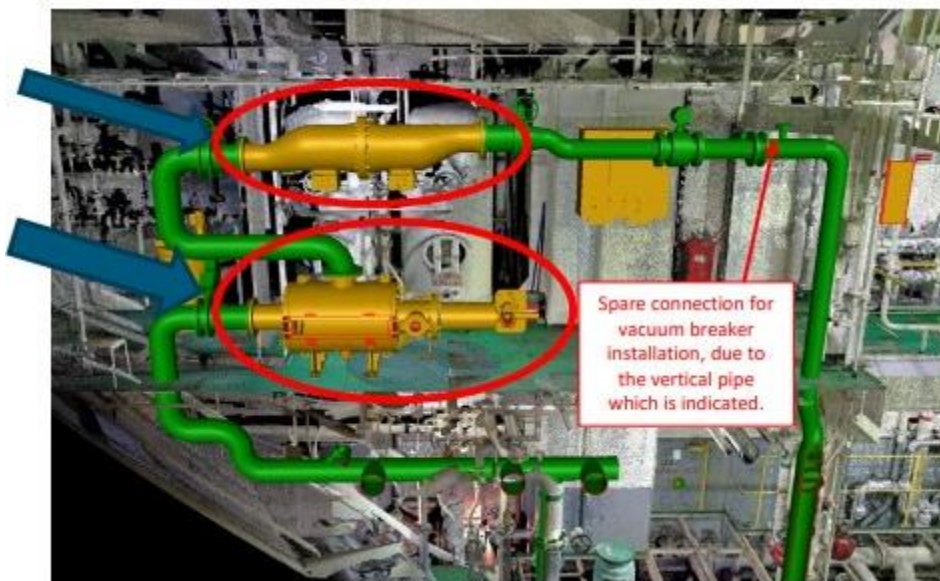 Spare connection for
vacuum breaker
installation, due to
the vertical pipe
which is indicated.